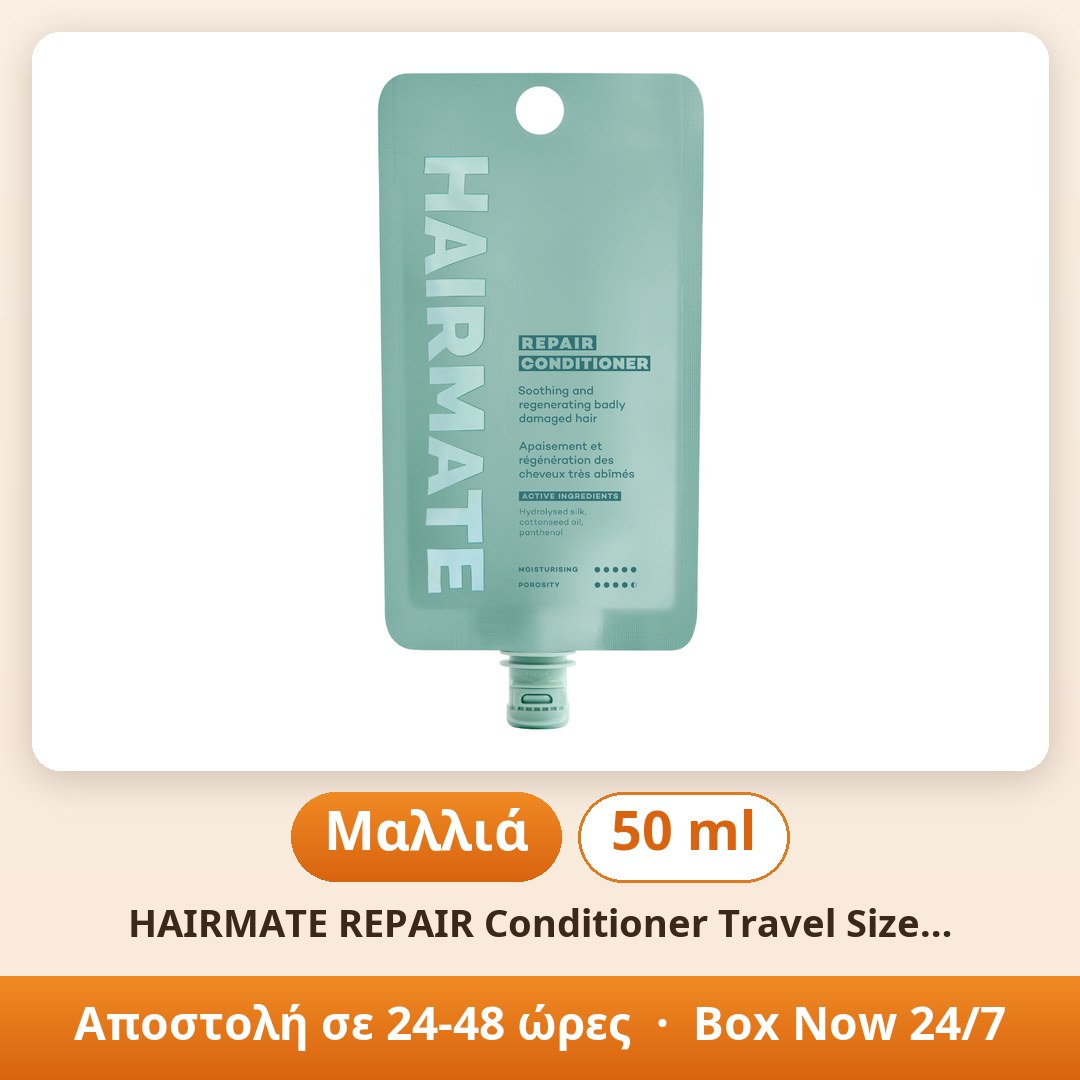 HAIRMATE
REPAIR
CONDITIONER
Soothing and
regenerating badly
damaged hair
Apaisement et
régénération des
cheveux très abîmés
ACTIVE INGREDIENTS
Hydrolysed silk,
cottonseed oil,
panthenol
MOISTURISING
POROSITY
Μαλλιά
50 ml
HAIRMATE REPAIR Conditioner Travel Size...
Αποστολή σε 24-48 ώρες · Box Now 24/7